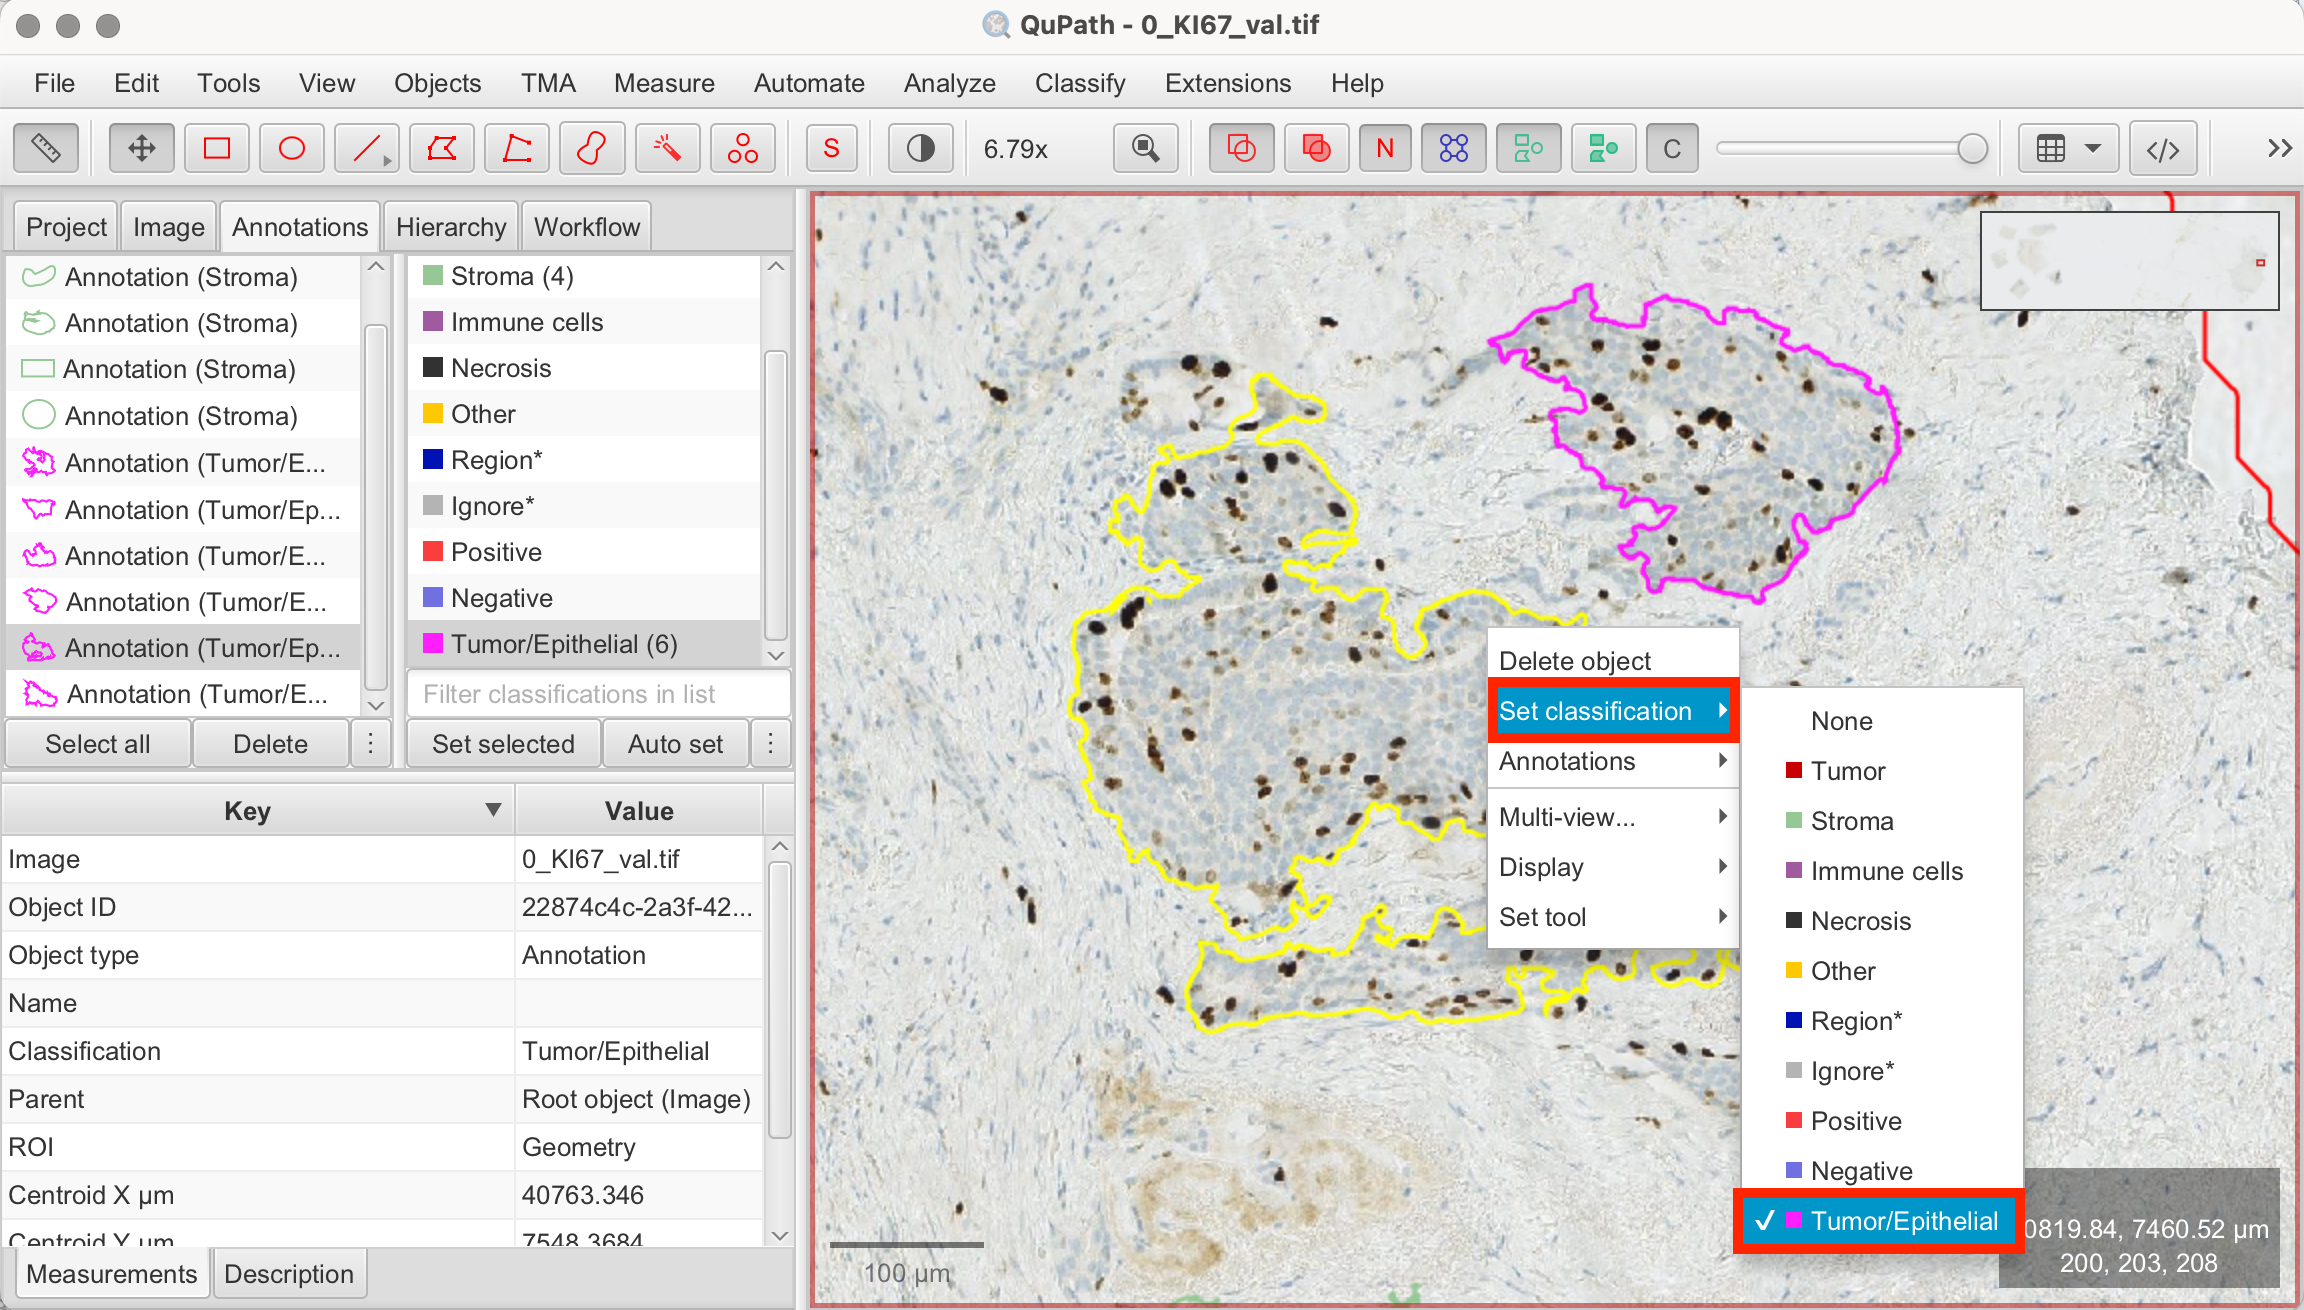 QuPath - 0_KI67_val.tif
File Edit Tools View Objects TMA Measure Automate Analyze Classify Extensions Help
S 6.79x N C </> >>
Project Image Annotations Hierarchy Workflow
Annotation (Stroma)
Annotation (Stroma)
Annotation (Stroma)
Annotation (Stroma)
Annotation (Tumor/E...
Annotation (Tumor/Ep...
Annotation (Tumor/E...
Annotation (Tumor/E...
Annotation (Tumor/Ep...
Annotation (Tumor/E...
Select all Delete
Stroma (4)
Immune cells
Necrosis
Other
Region*
Ignore*
Positive
Negative
Tumor/Epithelial (6)
Filter classifications in list
Set selected Auto set
Key Value
Image 0_KI67_val.tif
Object ID 22874c4c-2a3f-42...
Object type Annotation
Name
Classification Tumor/Epithelial
Parent Root object (Image)
ROI Geometry
Centroid X µm 40763.346
Centroid Y µm 7548.3684
Measurements Description
Delete object
Set classification
Annotations
Multi-view...
Display
Set tool
None
Tumor
Stroma
Immune cells
Necrosis
Other
Region*
Ignore*
Positive
Negative
Tumor/Epithelial
100 µm
0819.84, 7460.52 µm
200, 203, 208